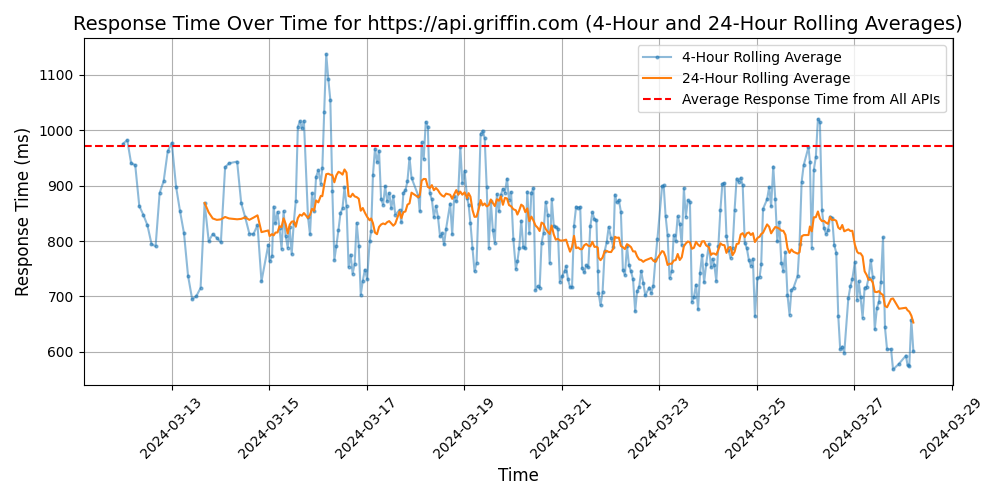 Response Time Over Time for https://api.griffin.com (4-Hour and 24-Hour Rolling Averages)
4-Hour Rolling Average
24-Hour Rolling Average
Average Response Time from All APIs
Response Time (ms)
1100
1000
900
800
700
600
2024-03-13
2024-03-15
2024-03-17
2024-03-19
2024-03-21
2024-03-23
2024-03-25
2024-03-27
2024-03-29
Time